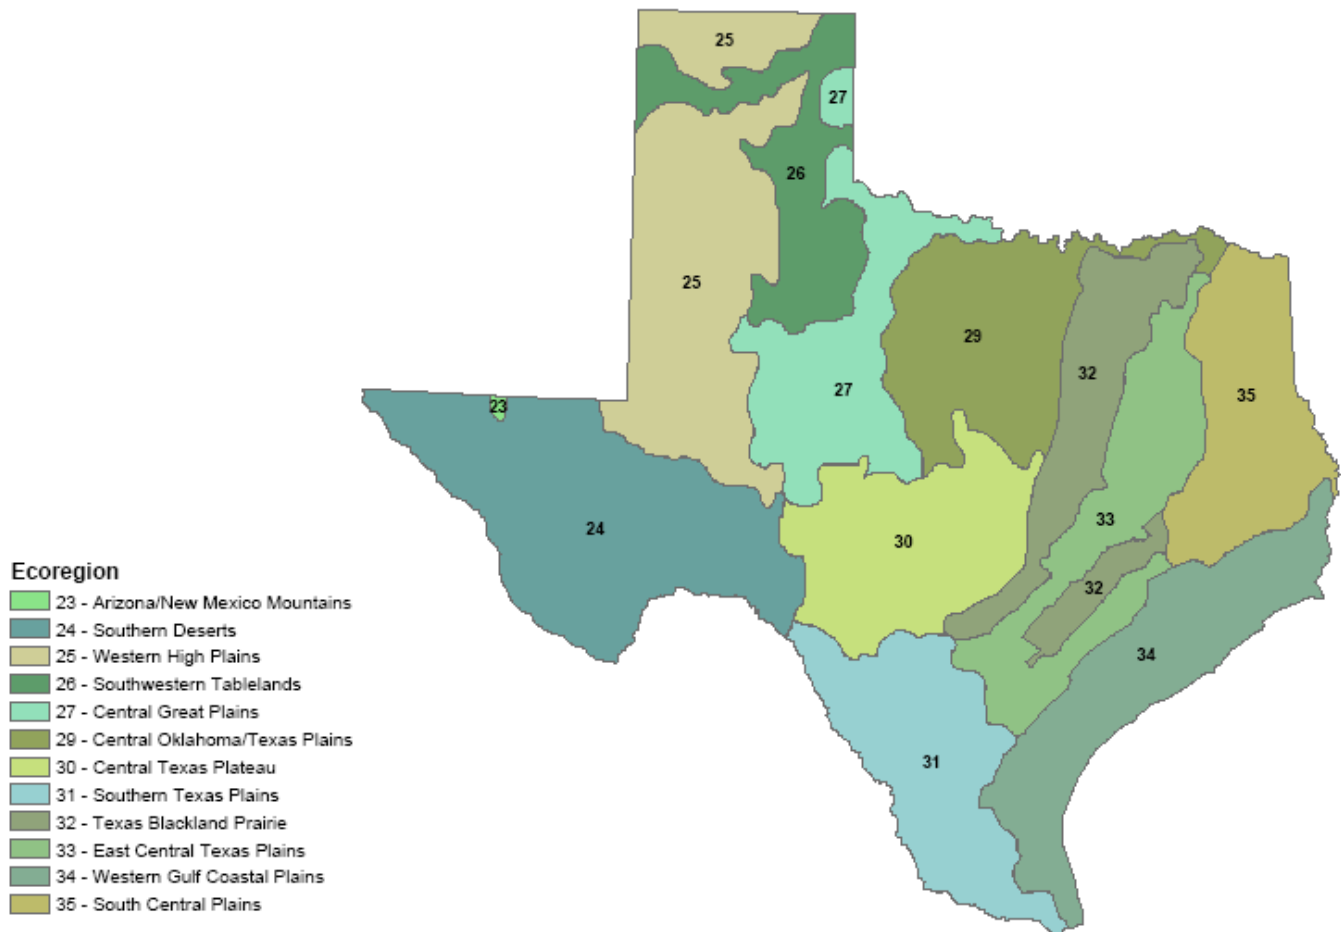 25
27
26
25
29
32
27
35
23
33
24
30
32
34
31
Ecoregion
23 - Arizona/New Mexico Mountains
24 - Southern Deserts
25 - Western High Plains
26 - Southwestern Tablelands
27 - Central Great Plains
29 - Central Oklahoma/Texas Plains
30 - Central Texas Plateau
31 - Southern Texas Plains
32 - Texas Blackland Prairie
33 - East Central Texas Plains
34 - Western Gulf Coastal Plains
35 - South Central Plains